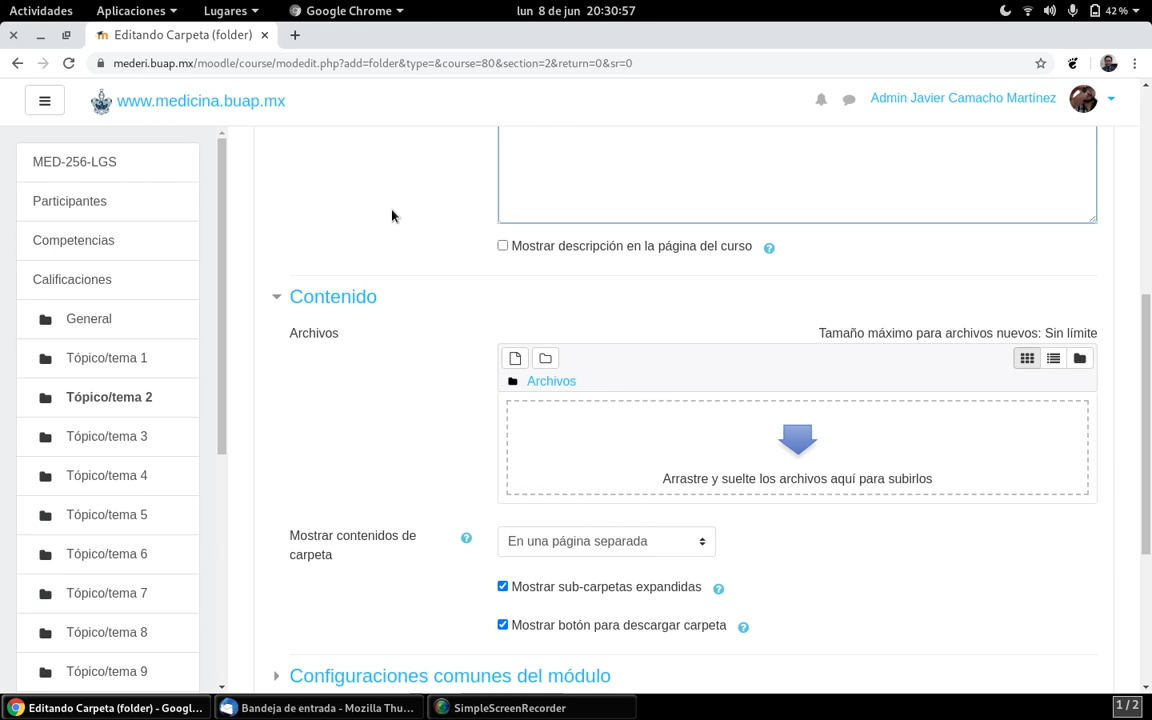 Actividades Aplicaciones Lugares Google Chrome lun 8 de jun 20:30:57 42 %
Editando Carpeta (folder)
mederi.buap.mx/moodle/course/modedit.php?add=folder&type=&course=80&section=2&return=0&sr=0
www.medicina.buap.mx Admin Javier Camacho Martínez
MED-256-LGS
Participantes
Competencias
Calificaciones
General
Tópico/tema 1
Tópico/tema 2
Tópico/tema 3
Tópico/tema 4
Tópico/tema 5
Tópico/tema 6
Tópico/tema 7
Tópico/tema 8
Tópico/tema 9
Mostrar descripción en la página del curso
Contenido
Archivos Tamaño máximo para archivos nuevos: Sin límite
Archivos
Arrastre y suelte los archivos aquí para subirlos
Mostrar contenidos de
carpeta
En una página separada
Mostrar sub-carpetas expandidas
Mostrar botón para descargar carpeta
Configuraciones comunes del módulo
Editando Carpeta (folder) - Googl... Bandeja de entrada - Mozilla Thu... SimpleScreenRecorder 1 / 2